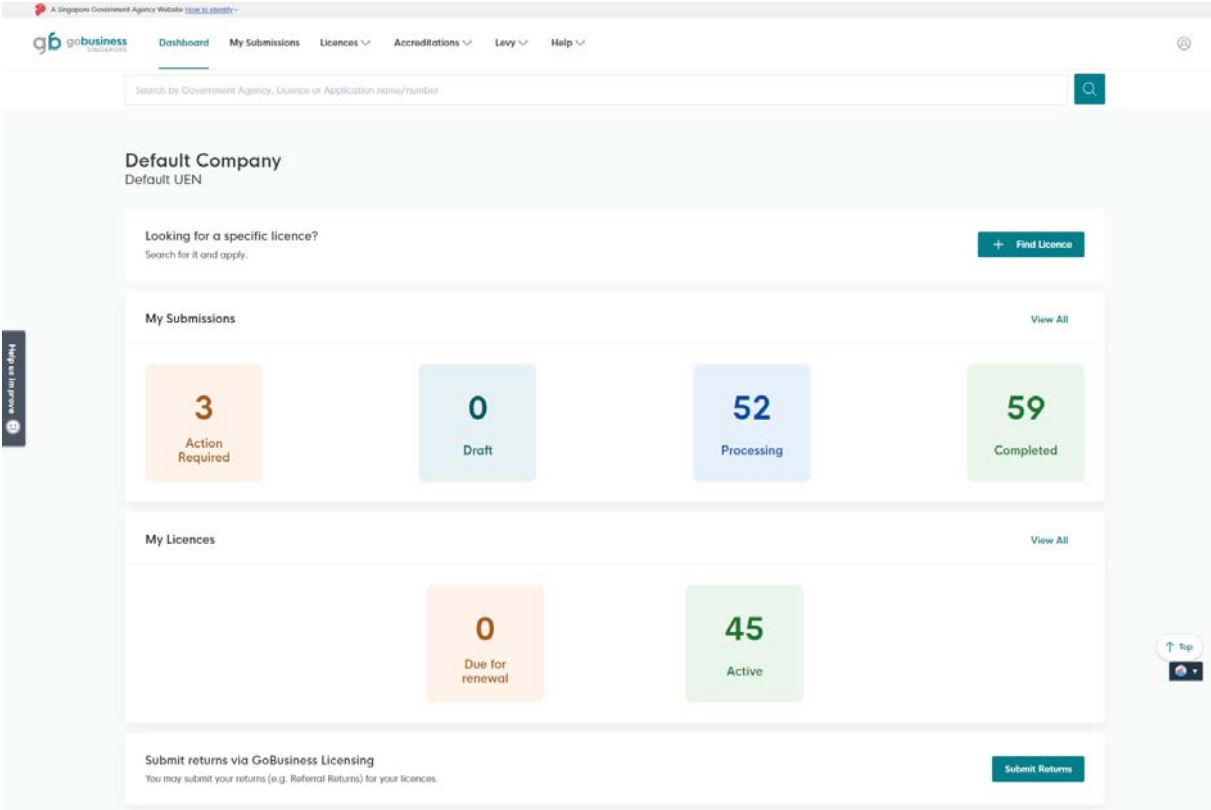 A Singapore Government Agency Website How to identify
gb gobusiness
SINGAPORE
Dashboard My Submissions Licences Accreditations Levy Help
Search by Government Agency, Licence or Application name/number
Default Company
Default UEN
Looking for a specific licence?
Search for it and apply.
+ Find Licence
My Submissions
View All
3
Action
Required
0
Draft
52
Processing
59
Completed
Help us improve
My Licences
View All
0
Due for
renewal
45
Active
Top
Submit returns via GoBusiness Licensing
You may submit your returns (e.g. Referral Returns) for your licences.
Submit Returns